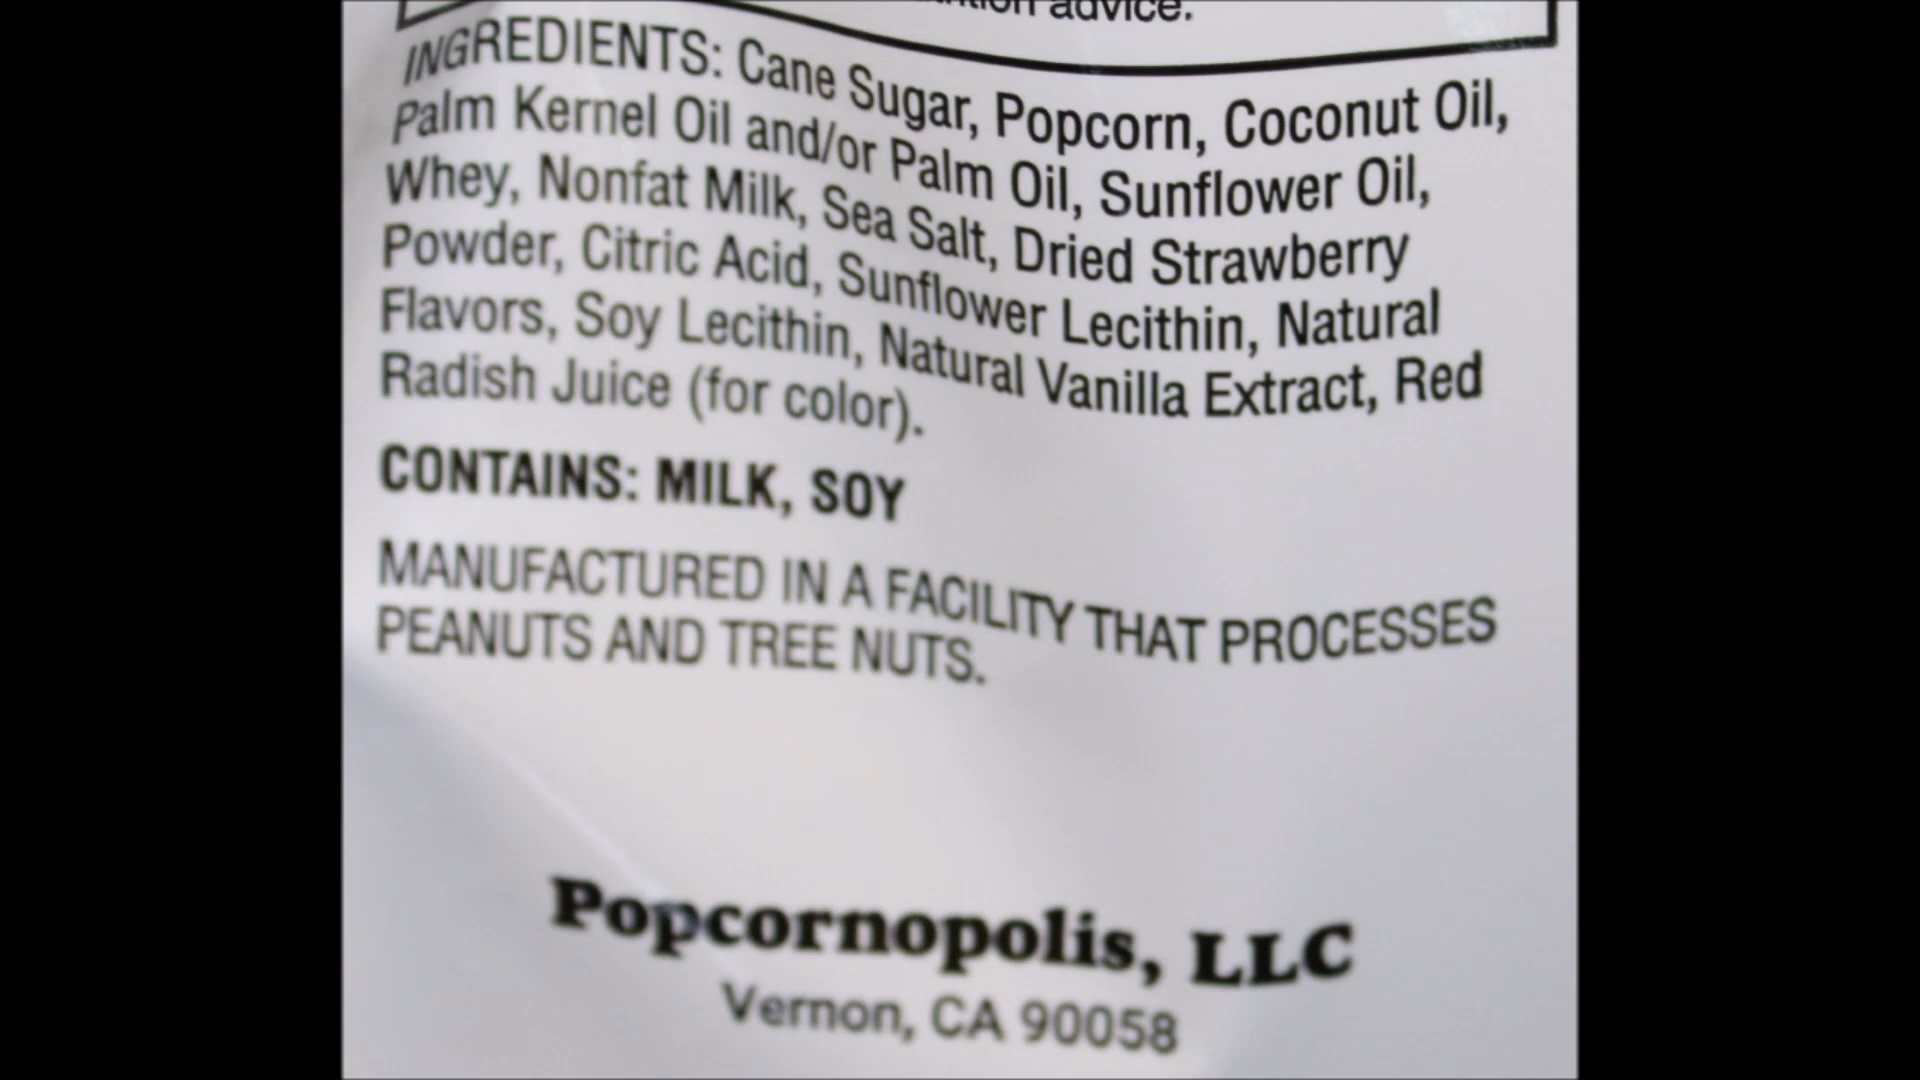 advice.
INGREDIENTS: Cane Sugar, Popcorn, Coconut Oil,
Palm Kernel Oil and/or Palm Oil, Sunflower Oil,
Whey, Nonfat Milk, Sea Salt, Dried Strawberry
Powder, Citric Acid, Sunflower Lecithin, Natural
Flavors, Soy Lecithin, Natural Vanilla Extract, Red
Radish Juice (for color).
CONTAINS: MILK, SOY
MANUFACTURED IN A FACILITY THAT PROCESSES
PEANUTS AND TREE NUTS.
Popcornopolis, LLC
Vernon, CA 90058